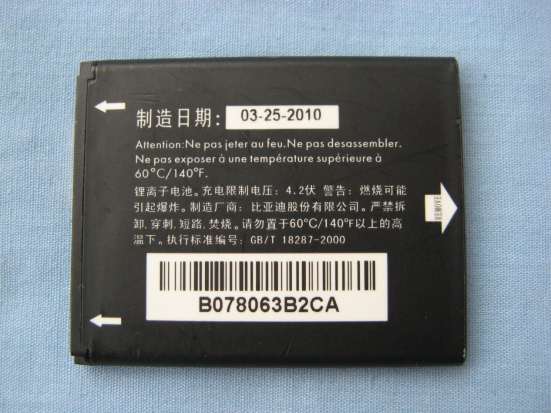 制造日期: 03-25-2010
Attention:Ne pas jeter au feu.Ne pas desassembler.
Ne pas exposer à une température supérieure à
60°C/140°F.
锂离子电池。充电限制电压: 4.2伏 警告: 燃烧可能
引起爆炸。制造厂商: 比亚迪股份有限公司。严禁拆
卸, 穿刺, 短路, 焚烧。请勿置于60°C/140°F以上的高
温下。执行标准编号: GB/T 18287-2000
REMOVE
B078063B2CA